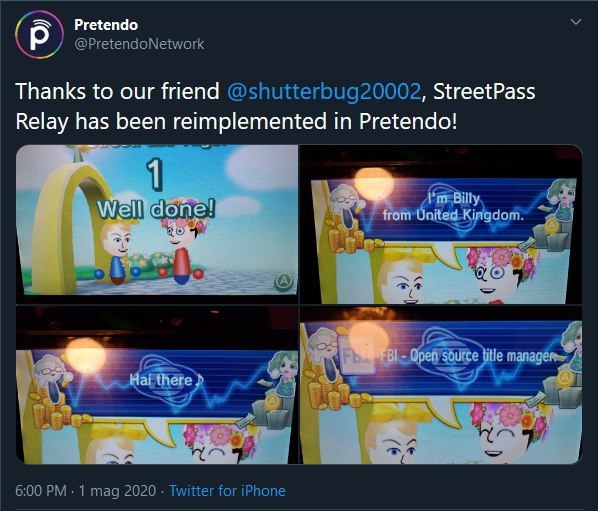 Pretendo
@PretendoNetwork
Thanks to our friend @shutterbug20002, StreetPass
Relay has been reimplemented in Pretendo!
1
Well done!
A
I'm Billy
from United Kingdom.
A
Hai there♪
A
FBI - Open source title manager.
A
6:00 PM · 1 mag 2020 · Twitter for iPhone